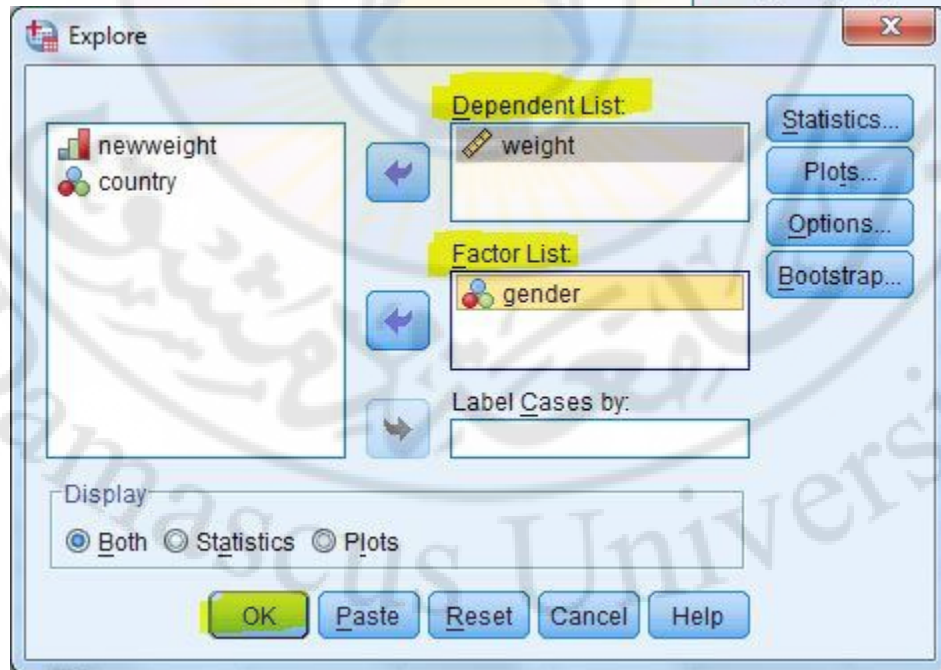 Explore
Dependent List:
Statistics...
newweight
weight
country
Plots...
Options...
Factor List:
Bootstrap...
gender
Label Cases by:
Display
Both Statistics Plots
OK Paste Reset Cancel Help